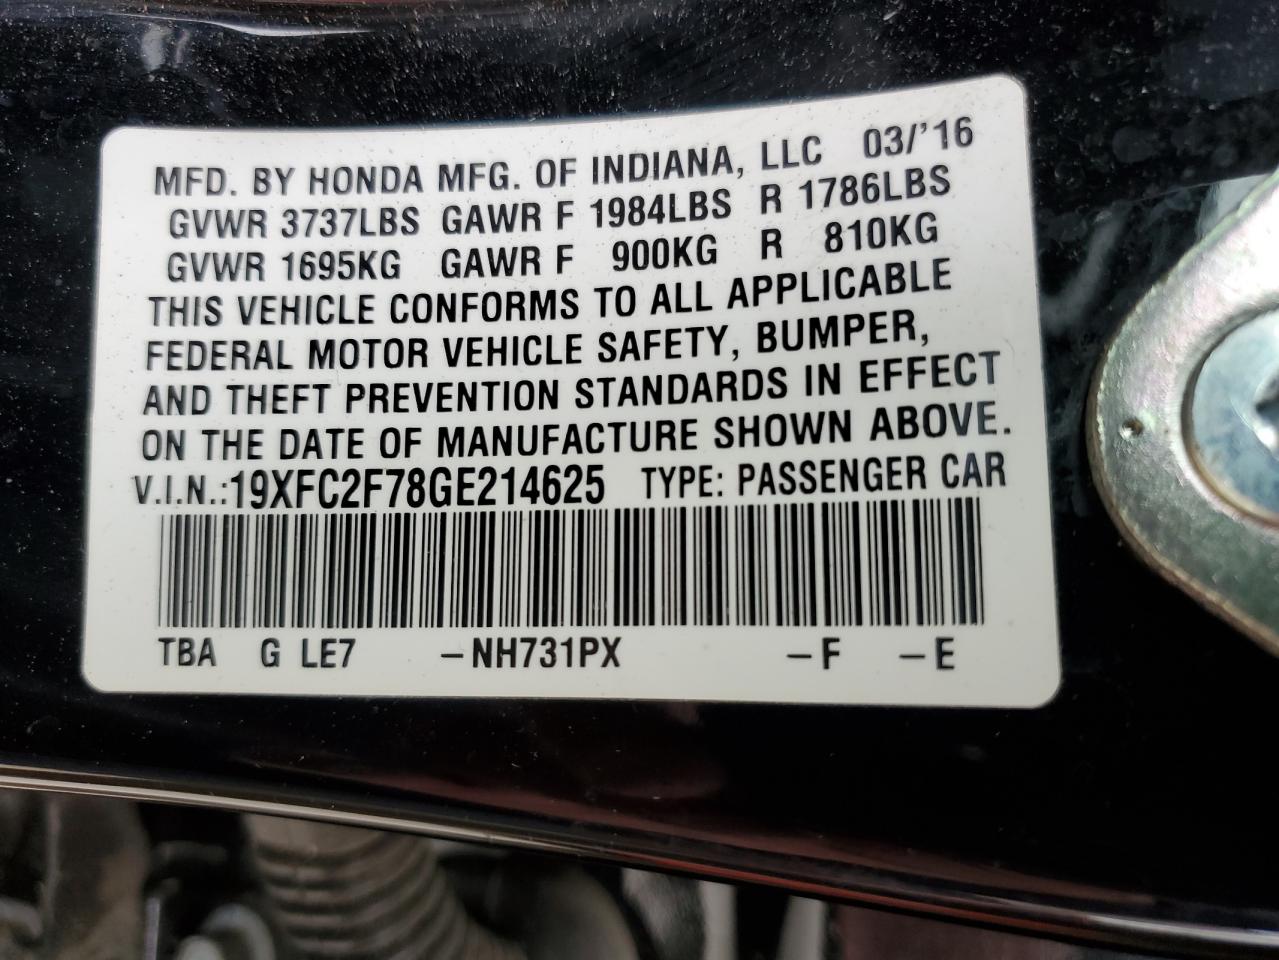 MFD. BY HONDA MFG. OF INDIANA, LLC 03/'16
GVWR 3737LBS GAWR F 1984LBS R 1786LBS
GVWR 1695KG GAWR F 900KG R 810KG
THIS VEHICLE CONFORMS TO ALL APPLICABLE
FEDERAL MOTOR VEHICLE SAFETY, BUMPER,
AND THEFT PREVENTION STANDARDS IN EFFECT
ON THE DATE OF MANUFACTURE SHOWN ABOVE.
V.I.N.:19XFC2F78GE214625 TYPE: PASSENGER CAR
TBA G LE7 –NH731PX –F –E